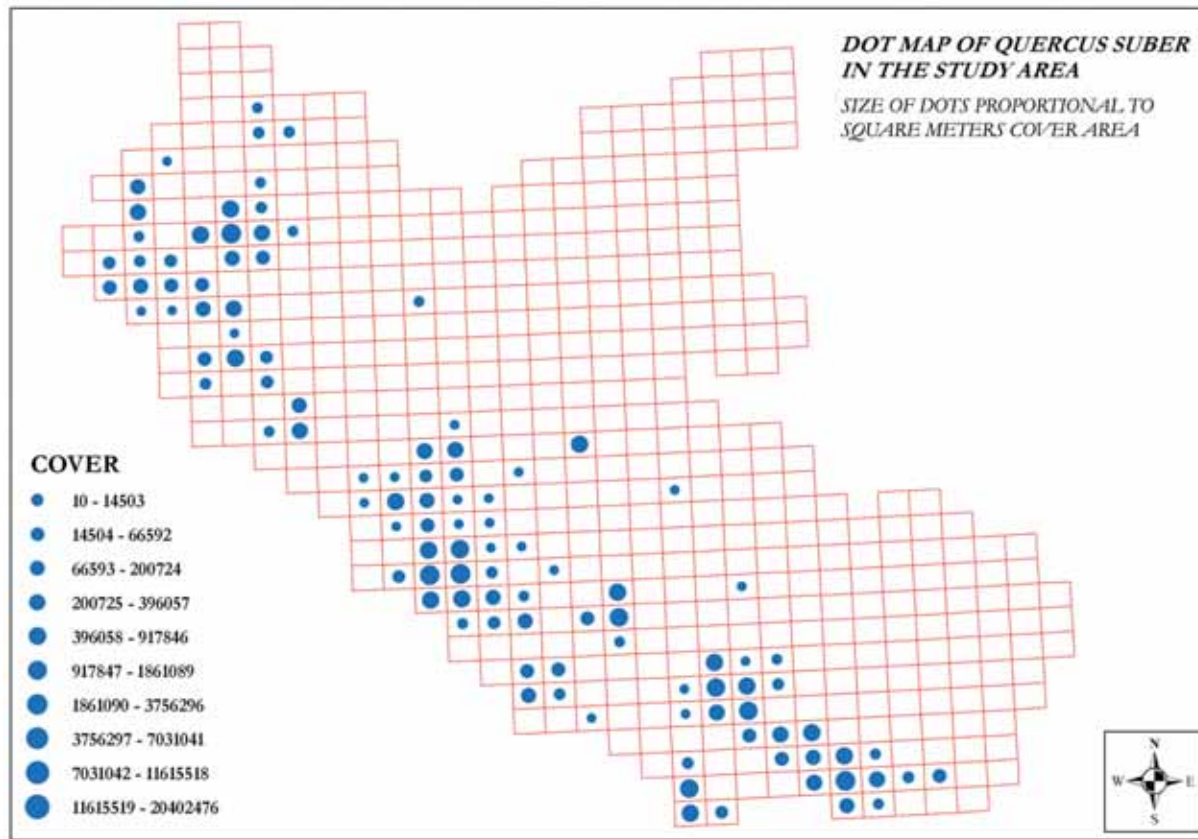 DOT MAP OF QUERCUS SUBER
IN THE STUDY AREA
SIZE OF DOTS PROPORTIONAL TO
SQUARE METERS COVER AREA
COVER
10 - 14503
14504 - 66592
66593 - 200724
200725 - 396057
396058 - 917846
917847 - 1861089
1861090 - 3756296
3756297 - 7031041
7031042 - 11615518
11615519 - 20402476
N
W E
S